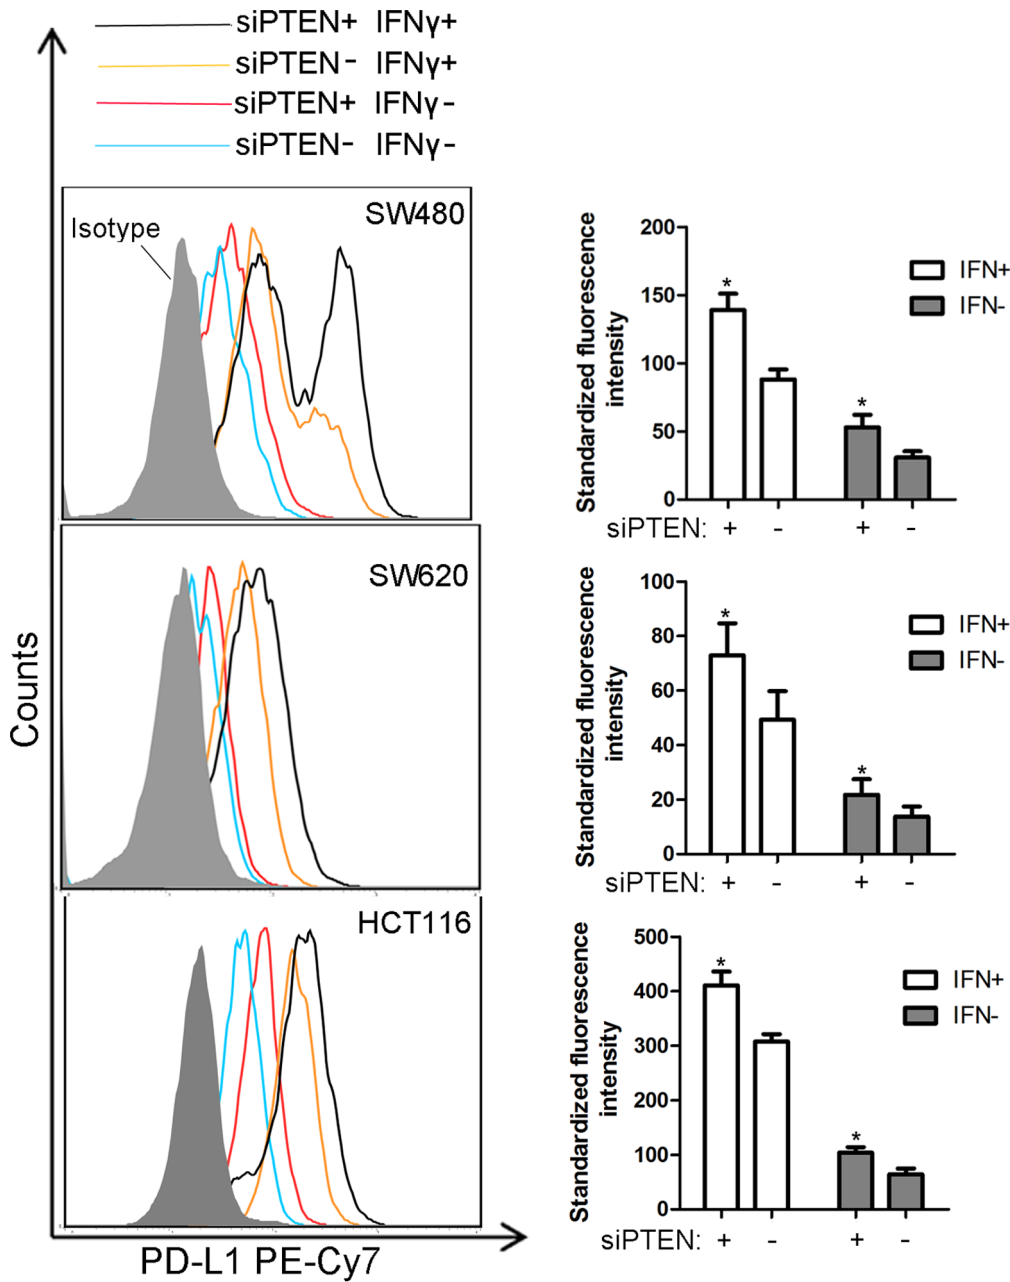 siPTEN+ IFNγ+
siPTEN- IFNγ+
siPTEN+ IFNγ-
siPTEN- IFNγ-
Counts
PD-L1 PE-Cy7
Isotype
SW480
SW620
HCT116
Standardized fluorescence
intensity
200
150
100
50
0
*
*
IFN+
IFN-
siPTEN: + - + -
Standardized fluorescence
intensity
100
80
60
40
20
0
*
*
IFN+
IFN-
siPTEN: + - + -
Standardized fluorescence
intensity
500
400
300
200
100
0
*
*
IFN+
IFN-
siPTEN: + - + -